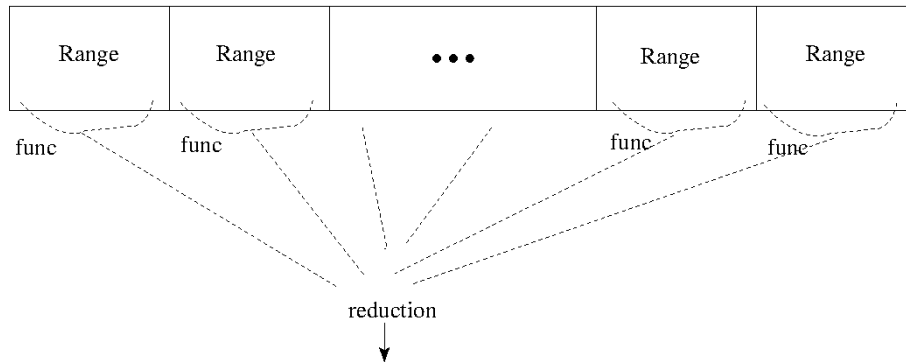 Range Range ••• Range Range
func func func func
reduction